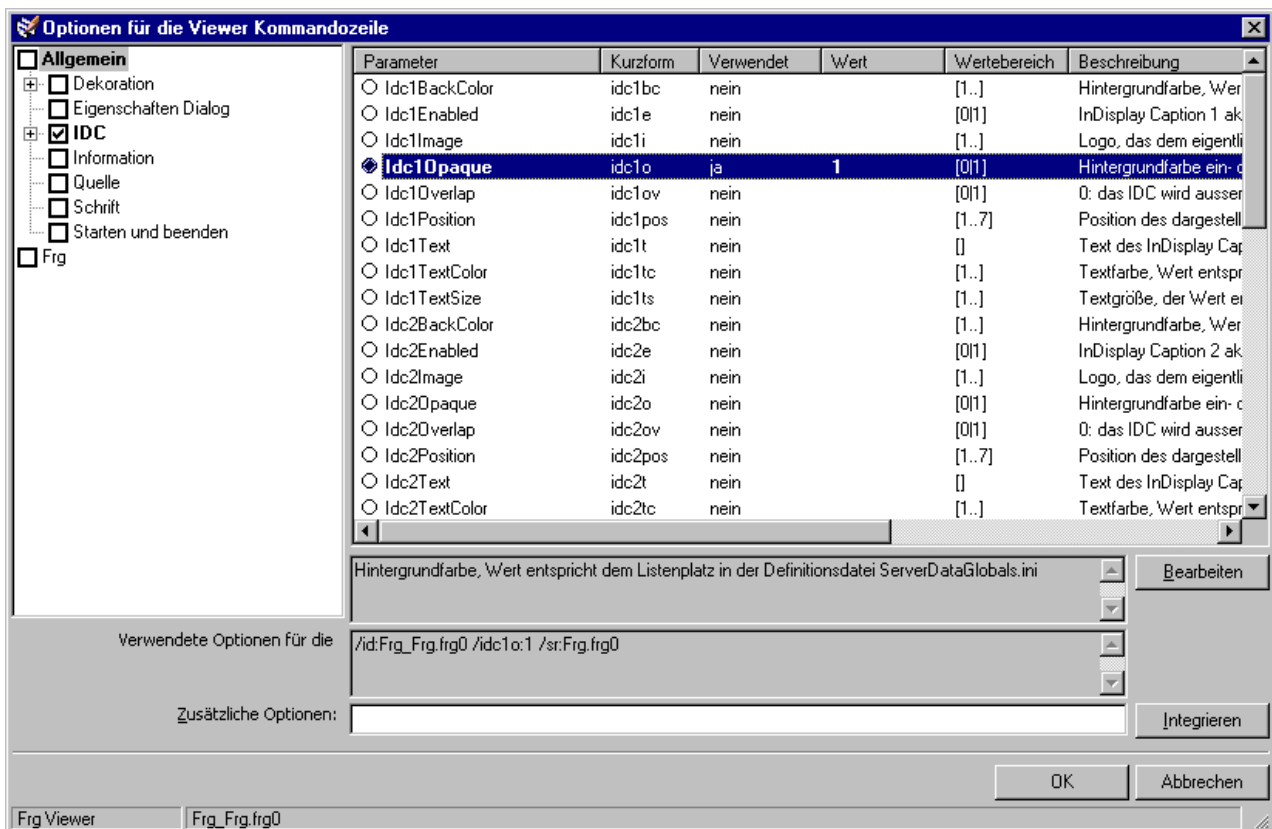 Optionen für die Viewer Kommandozeile
Allgemein
Dekoration
Eigenschaften Dialog
IDC
Information
Quelle
Schrift
Starten und beenden
Frg
Parameter Kurzform Verwendet Wert Wertebereich Beschreibung
Idc1BackColor idc1bc nein [1..] Hintergrundfarbe, Wer
Idc1Enabled idc1e nein [0|1] InDisplay Caption 1 ak
Idc1Image idc1i nein [1..] Logo, das dem eigentli
Idc1Opaque idc1o ja 1 [0|1] Hintergrundfarbe ein-
Idc1Overlap idc1ov nein [0|1] 0: das IDC wird ausser
Idc1Position idc1pos nein [1..7] Position des dargestell
Idc1Text idc1t nein [] Text des InDisplay Cap
Idc1TextColor idc1tc nein [1..] Textfarbe, Wert entspr
Idc1TextSize idc1ts nein [1..] Textgröße, der Wert
Idc2BackColor idc2bc nein [1..] Hintergrundfarbe, Wer
Idc2Enabled idc2e nein [0|1] InDisplay Caption 2 ak
Idc2Image idc2i nein [1..] Logo, das dem eigentli
Idc2Opaque idc2o nein [0|1] Hintergrundfarbe ein-
Idc2Overlap idc2ov nein [0|1] 0: das IDC wird ausser
Idc2Position idc2pos nein [1..7] Position des dargestell
Idc2Text idc2t nein [] Text des InDisplay Cap
Idc2TextColor idc2tc nein [1..] Textfarbe, Wert entspr
Hintergrundfarbe, Wert entspricht dem Listenplatz in der Definitionsdatei ServerDataGlobals.ini
Bearbeiten
Verwendete Optionen für die /id:Frg_Frg.frg0 /idc1o:1 /sr:Frg.frg0
Zusätzliche Optionen:
Integrieren
OK Abbrechen
Frg Viewer Frg_Frg.frg0